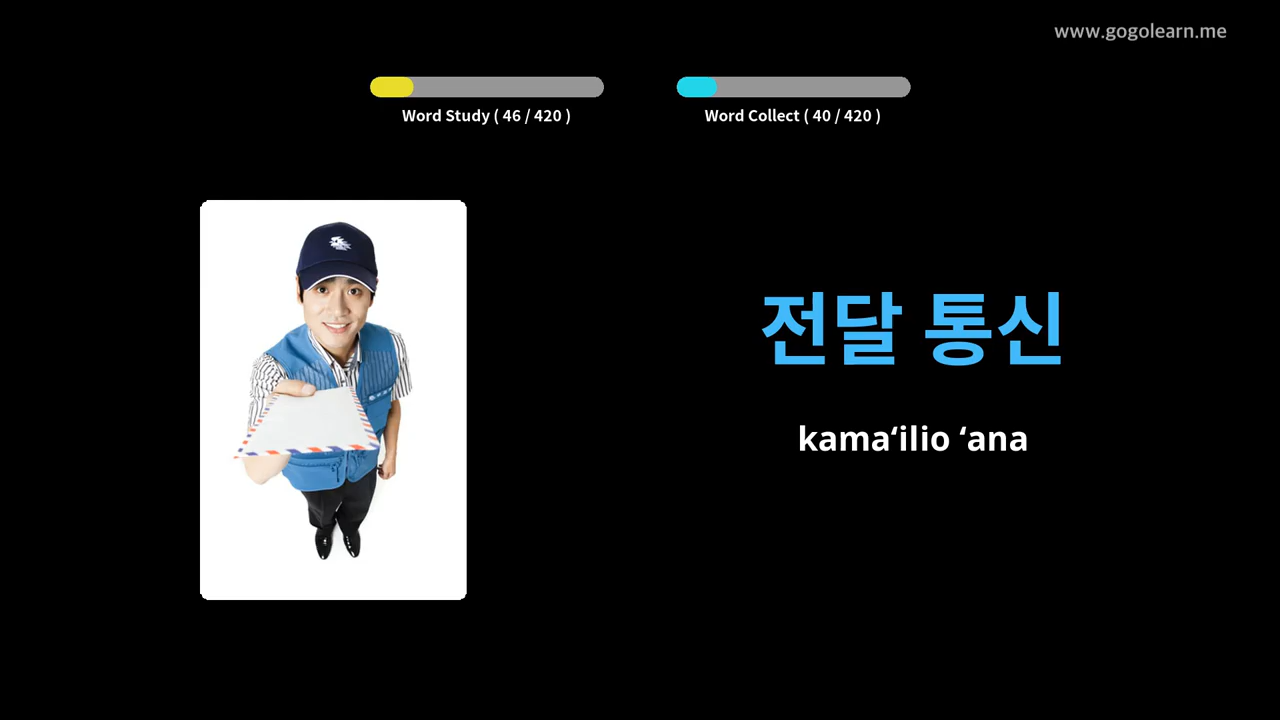 www.gogolearn.me
Word Study ( 46 / 420 )
Word Collect ( 40 / 420 )
전달 통신
kamaʻilio ʻana